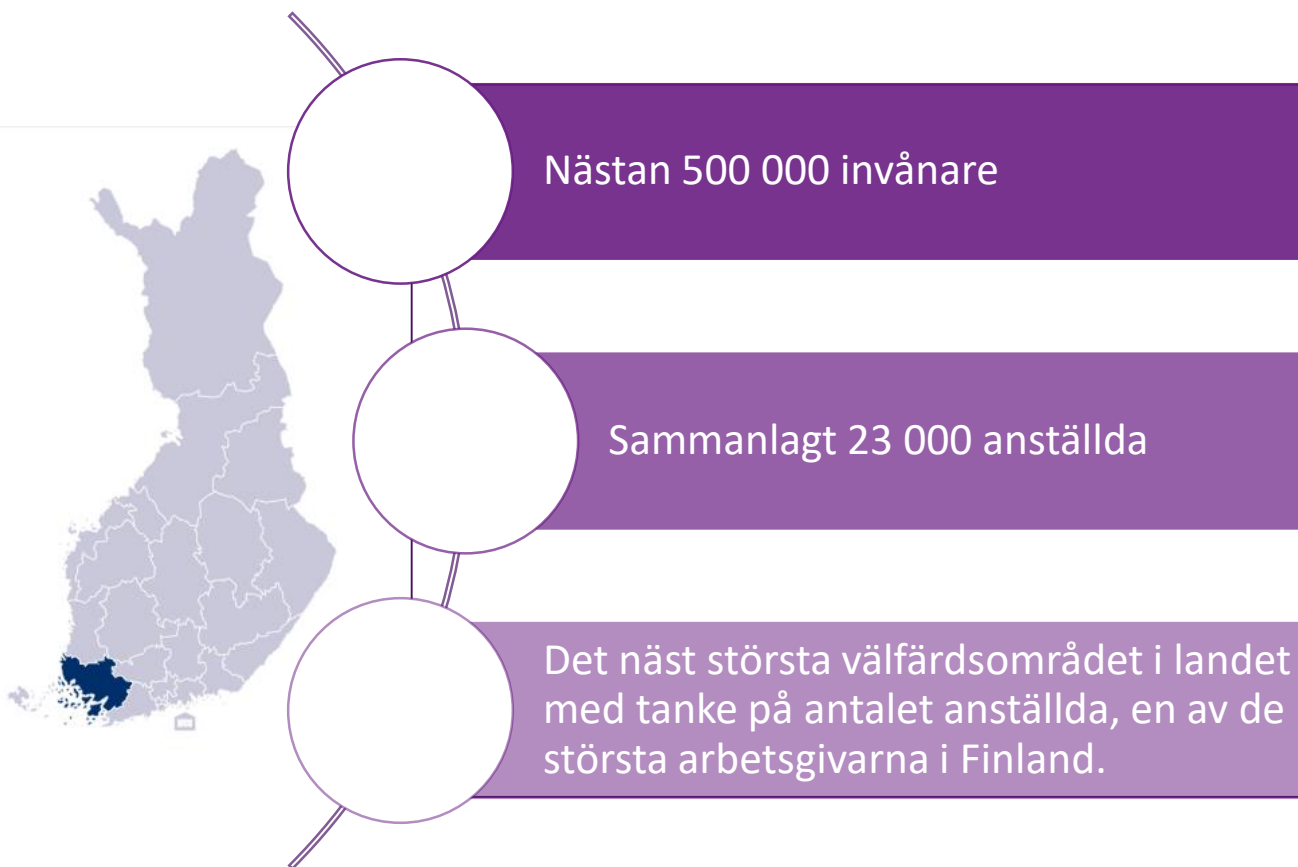 Nästan 500 000 invånare
Sammanlagt 23 000 anställda
Det näst största välfärdsområdet i landet
med tanke på antalet anställda, en av de
största arbetsgivarna i Finland.